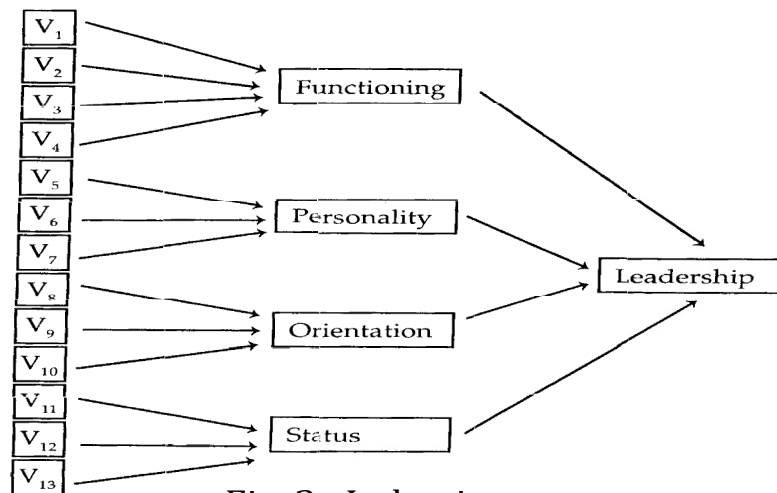 V₁
V₂
V₃
V₄
V₅
V₆
V₇
V₈
V₉
V₁₀
V₁₁
V₁₂
V₁₃
Functioning
Personality
Orientation
Status
Leadership